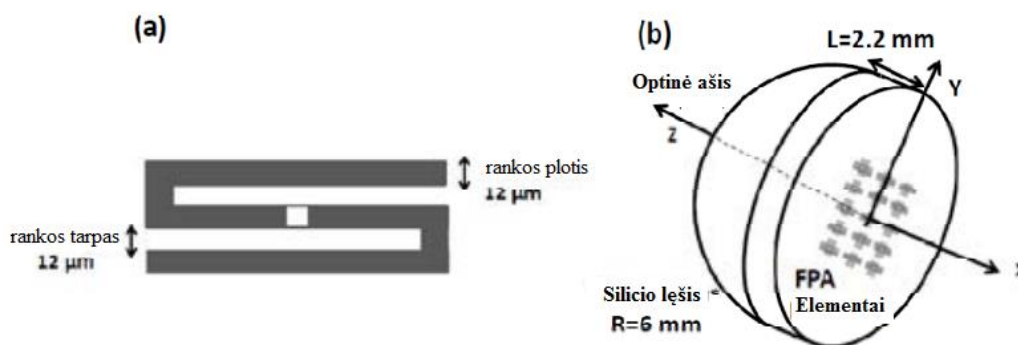 (a)
rankos plotis
12 μm
rankos tarpas
12 μm
(b)
L=2.2 mm
Optinė ašis
Y
Z
X
FPA
Elementai
Silicio lęšis
R=6 mm